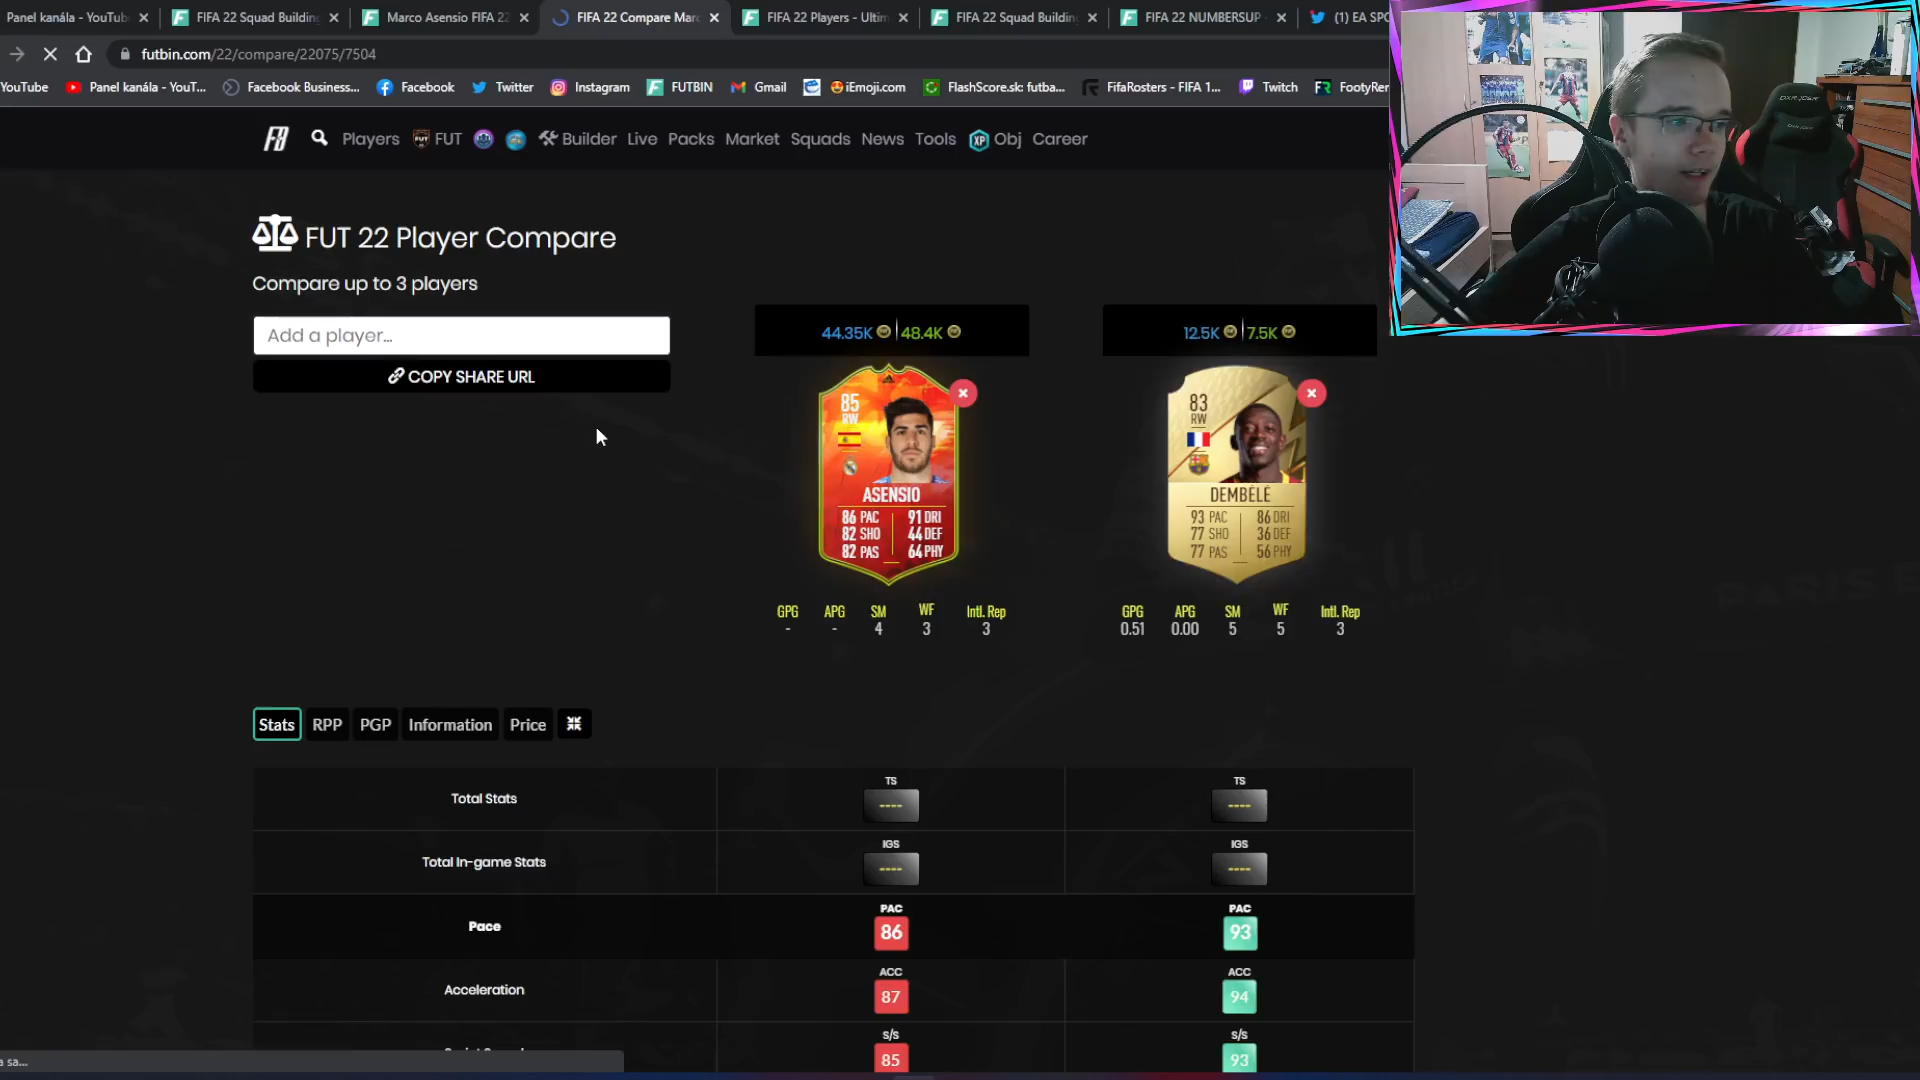 Panel kanála - YouTub
FIFA 22 Squad Building
Marco Asensio FIFA 22
FIFA 22 Compare Marc
FIFA 22 Players - Ultim
FIFA 22 Squad Building
FIFA 22 NUMBERSUP
(1) EA SPO
futbin.com/22/compare/22075/7504
YouTube
Panel kanála - YouT...
Facebook Business...
Facebook
Twitter
Instagram
FUTBIN
Gmail
iEmoji.com
FlashScore.sk: futba...
FifaRosters - FIFA 1...
Twitch
FootyRer
Players
FUT
Builder
Live
Packs
Market
Squads
News
Tools
XP Obj
Career
FUT 22 Player Compare
Compare up to 3 players
Add a player...
COPY SHARE URL
44.35K 48.4K
12.5K 7.5K
85
RW
ASENSIO
86 PAC 91 DRI
82 SHO 44 DEF
82 PAS 64 PHY
83
RW
DEMBÉLÉ
93 PAC 86 DRI
77 SHO 36 DEF
77 PAS 56 PHY
GPG APG SM WF Intl. Rep
- - 4 3 3
GPG APG SM WF Intl. Rep
0.51 0.00 5 5 3
Stats
RPP
PGP
Information
Price
Total Stats
TS
----
TS
----
Total In-game Stats
IGS
----
IGS
----
Pace
PAC
86
PAC
93
Acceleration
ACC
87
ACC
94
S/S
85
S/S
93
a sa...